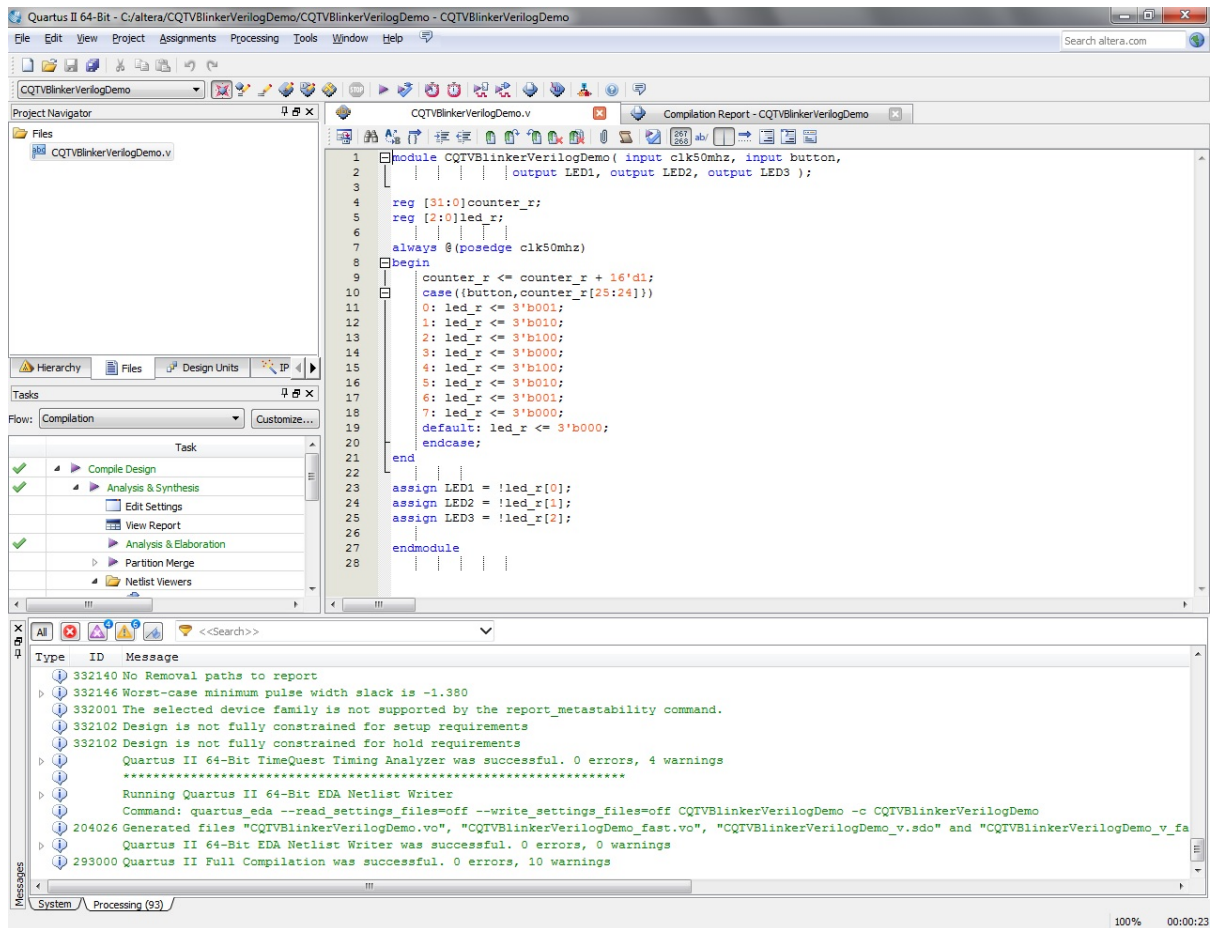 Quartus II 64-Bit - C:/altera/CQTVBlinkerVerilogDemo/CQTVBlinkerVerilogDemo - CQTVBlinkerVerilogDemo
File Edit View Project Assignments Processing Tools Window Help
Search altera.com
CQTVBlinkerVerilogDemo
STOP
Project Navigator
Files
CQTVBlinkerVerilogDemo.v
Hierarchy Files Design Units IP
Tasks
Flow: Compilation Customize...
Task
Compile Design
Analysis & Synthesis
Edit Settings
View Report
Analysis & Elaboration
Partition Merge
Netlist Viewers
CQTVBlinkerVerilogDemo.v Compilation Report - CQTVBlinkerVerilogDemo
267 268 ab/
1 module CQTVBlinkerVerilogDemo( input clk50mhz, input button,
2 output LED1, output LED2, output LED3 );
3
4 reg [31:0]counter_r;
5 reg [2:0]led_r;
6
7 always @(posedge clk50mhz)
8 begin
9 counter_r <= counter_r + 16'd1;
10 case({button,counter_r[25:24]})
11 0: led_r <= 3'b001;
12 1: led_r <= 3'b010;
13 2: led_r <= 3'b100;
14 3: led_r <= 3'b000;
15 4: led_r <= 3'b100;
16 5: led_r <= 3'b010;
17 6: led_r <= 3'b001;
18 7: led_r <= 3'b000;
19 default: led_r <= 3'b000;
20 endcase;
21 end
22
23 assign LED1 = !led_r[0];
24 assign LED2 = !led_r[1];
25 assign LED3 = !led_r[2];
26
27 endmodule
28
All 4 6 <<Search>>
Type ID Message
332140 No Removal paths to report
332146 Worst-case minimum pulse width slack is -1.380
332001 The selected device family is not supported by the report_metastability command.
332102 Design is not fully constrained for setup requirements
332102 Design is not fully constrained for hold requirements
Quartus II 64-Bit TimeQuest Timing Analyzer was successful. 0 errors, 4 warnings
*******************************************************************
Running Quartus II 64-Bit EDA Netlist Writer
Command: quartus_eda --read_settings_files=off --write_settings_files=off CQTVBlinkerVerilogDemo -c CQTVBlinkerVerilogDemo
204026 Generated files "CQTVBlinkerVerilogDemo.vo", "CQTVBlinkerVerilogDemo_fast.vo", "CQTVBlinkerVerilogDemo_v.sdo" and "CQTVBlinkerVerilogDemo_v_fa
Quartus II 64-Bit EDA Netlist Writer was successful. 0 errors, 0 warnings
293000 Quartus II Full Compilation was successful. 0 errors, 10 warnings
Messages
System Processing (93)
100% 00:00:23